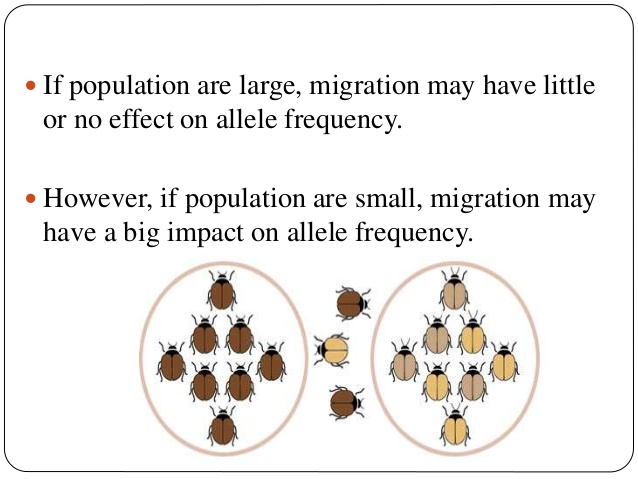 If population are large, migration may have little
or no effect on allele frequency.
However, if population are small, migration may
have a big impact on allele frequency.